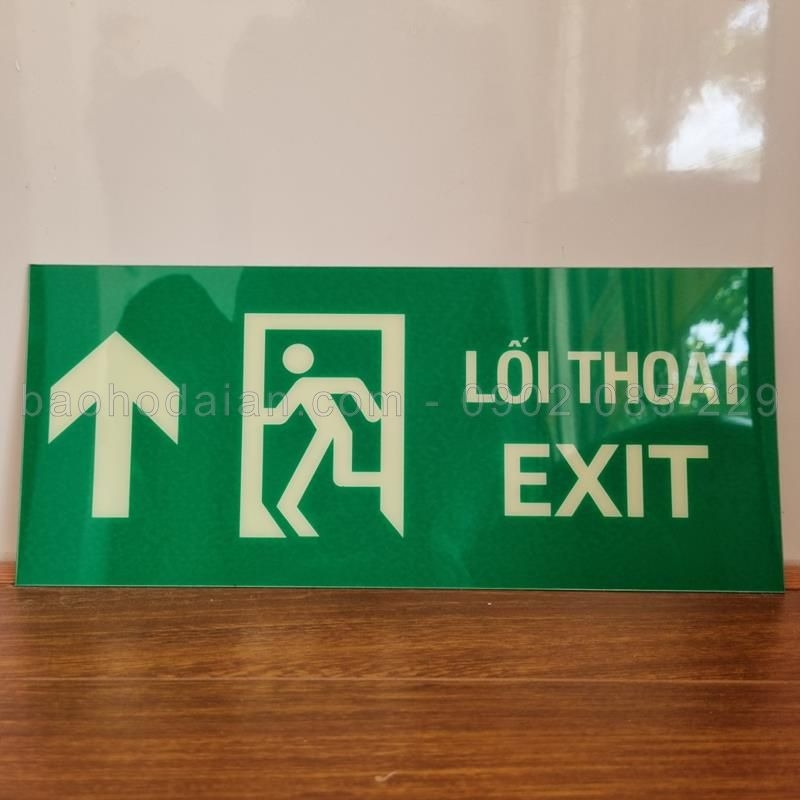 LỐI THOÁT
baohodaian.com - 0902 085 229
EXIT